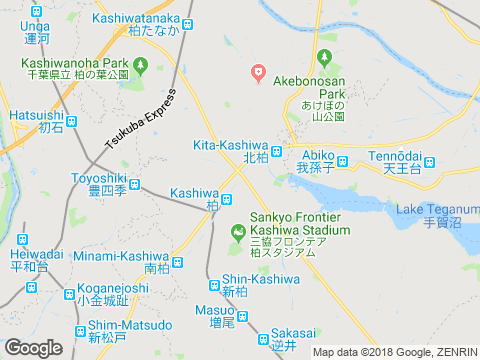 Unga
運河
Kashiwatanaka
柏たなか
Kashiwanoha Park
千葉県立 柏の葉公園
Akebonosan
Park
あけぼの
山公園
Hatsuishi
初石
Tsukuba Express
Kita-Kashiwa
北柏
Abiko
我孫子
Tennōdai
天王台
Toyoshiki
豊四季
Kashiwa
柏
Lake Teganum
手賀沼
Sankyo Frontier
Kashiwa Stadium
三協フロンテア
柏スタジアム
Heiwadai
平和台
Minami-Kashiwa
南柏
Koganejoshi
小金城趾
Shin-Kashiwa
新柏
Masuo
増尾
Shim-Matsudo
新松戸
Sakasai
逆井
Google
Map data ©2018 Google, ZENRIN